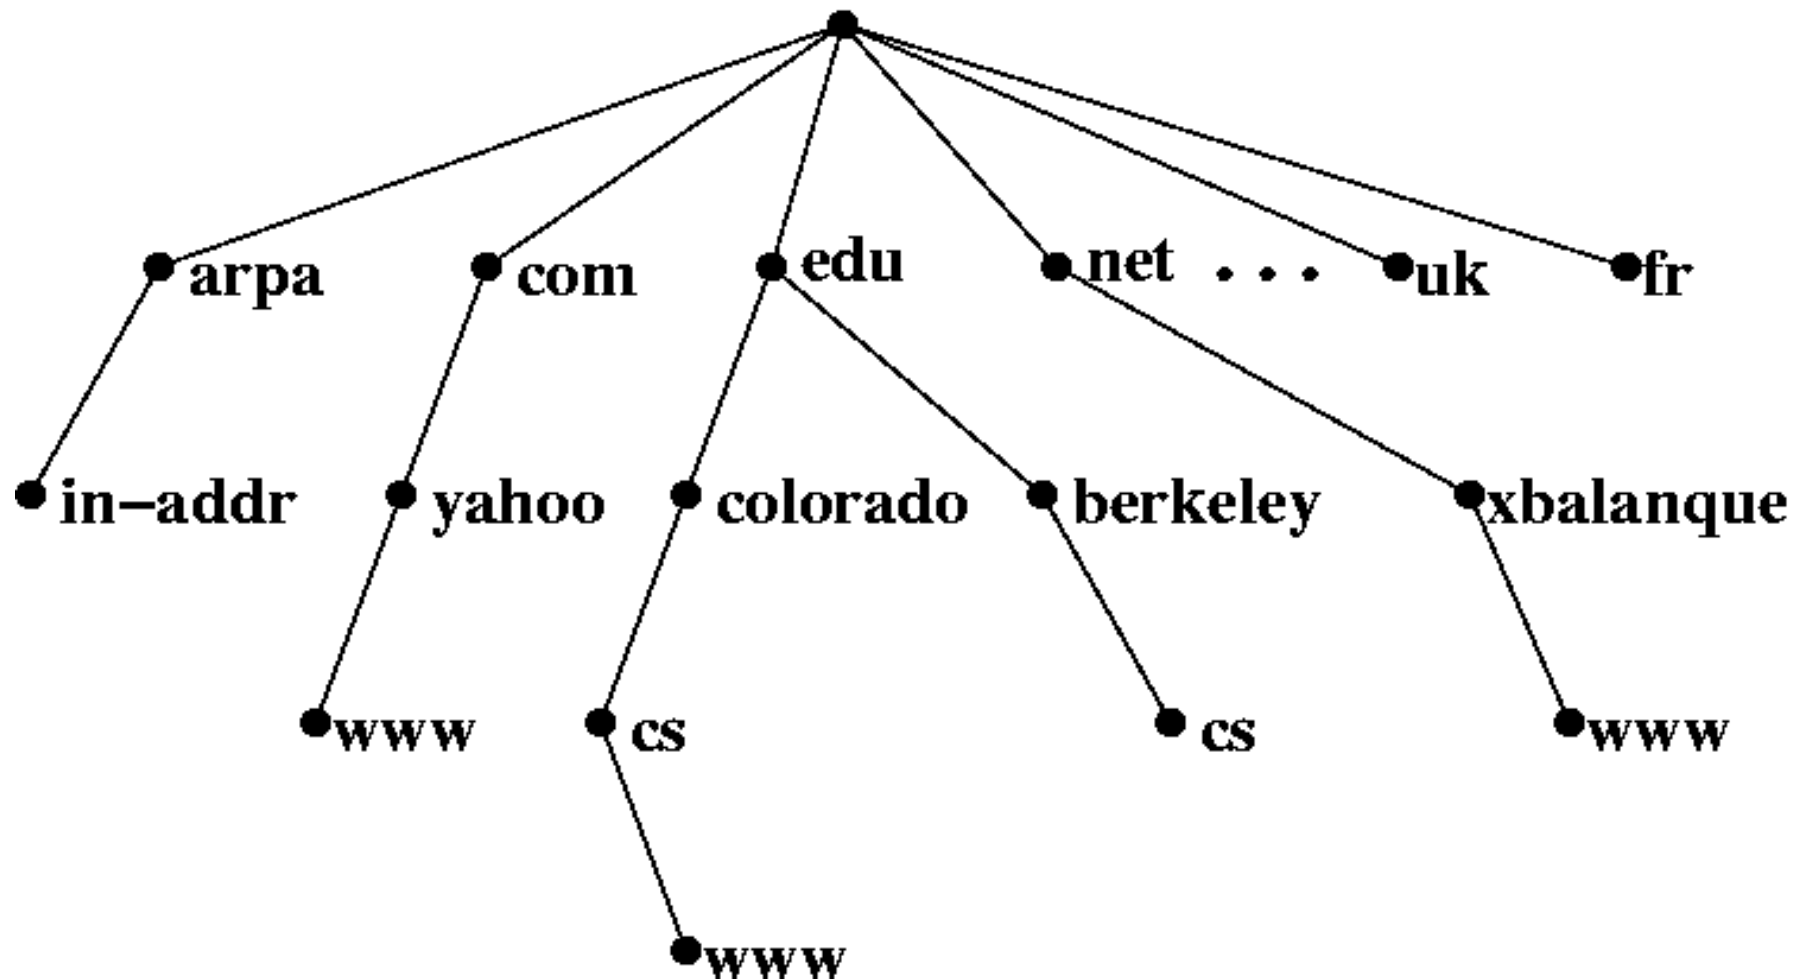 arpa com edu net . . . uk fr
in-addr yahoo colorado berkeley xbalanque
www cs cs www
www